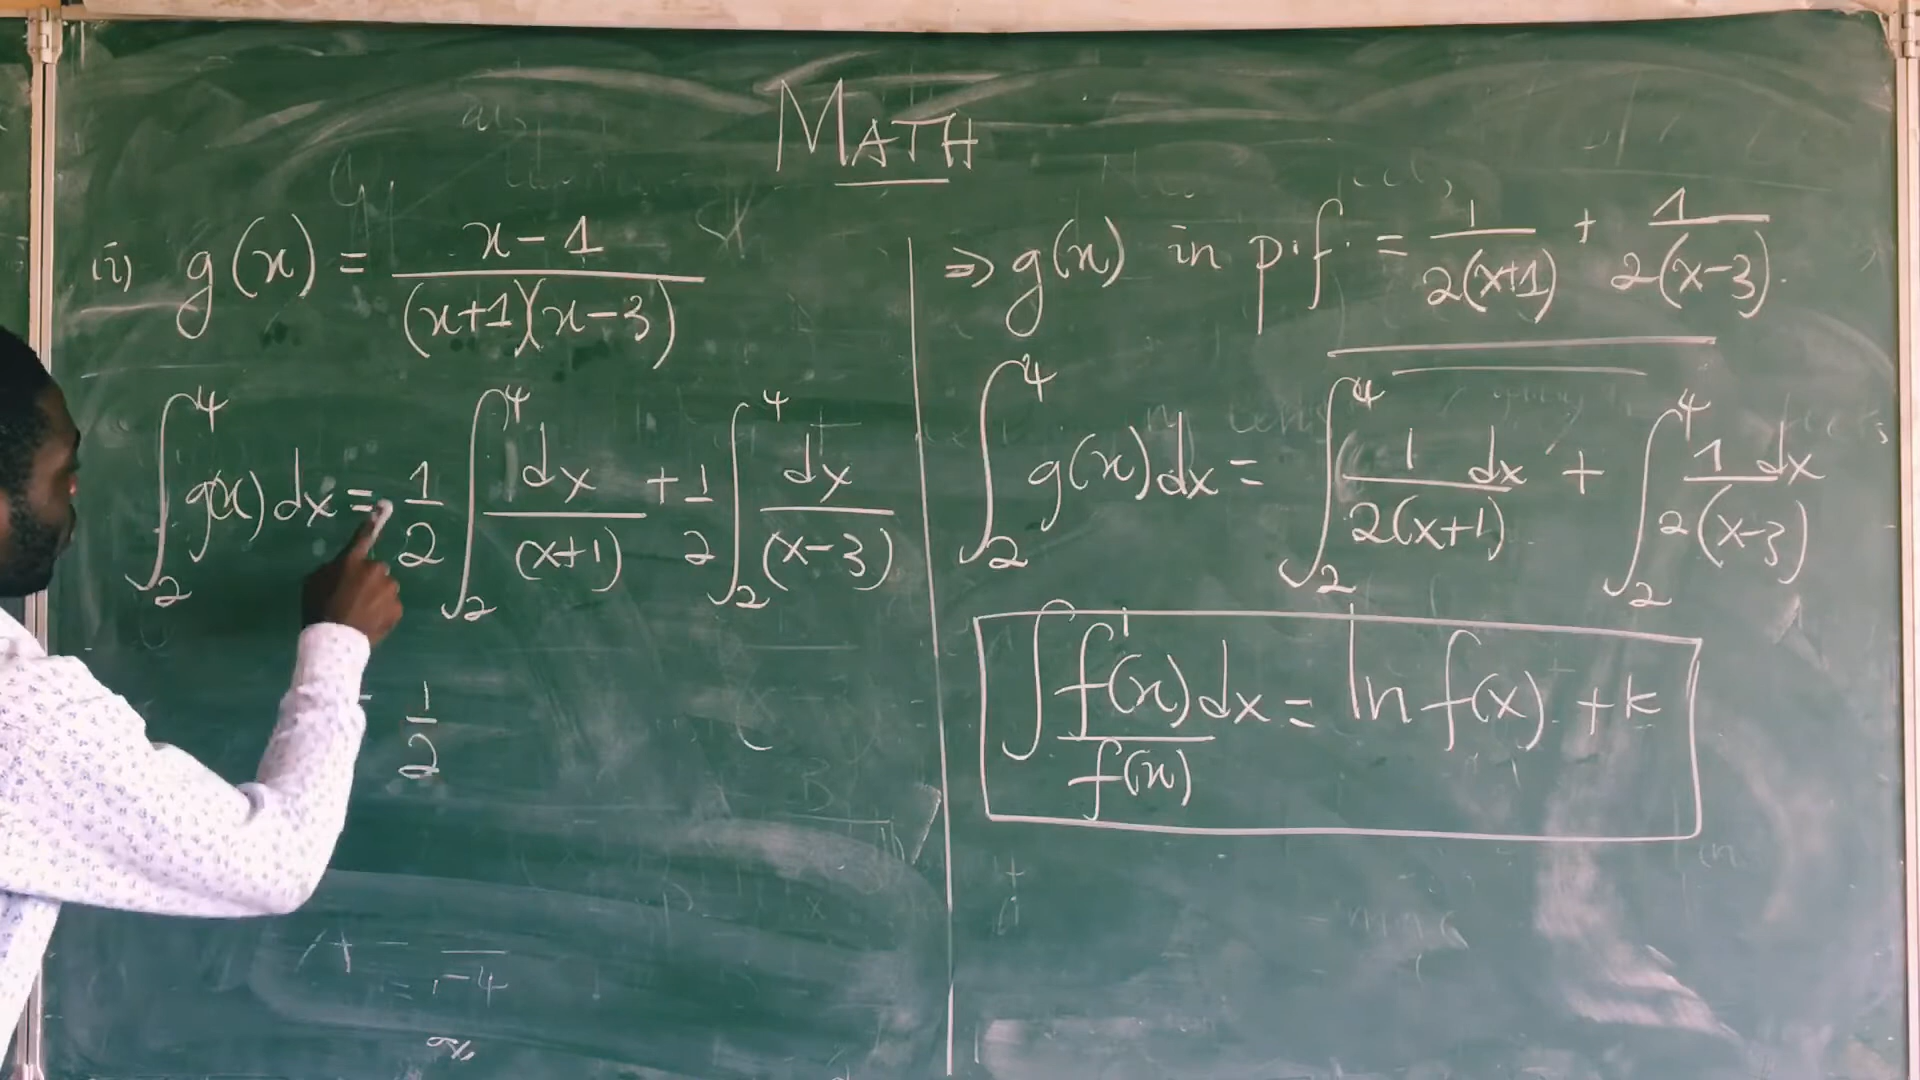 MATH
ii) g(x) = x-1 / (x+1)(x-3)
∫₂⁴ g(x) dx = 1/2 ∫₂⁴ dx/(x+1) + 1/2 ∫₂⁴ dx/(x-3)
1/2
A = -4
⇒ g(x) in p.f. = 1/2(x+1) + 1/2(x-3).
∫₂⁴ g(x) dx = ∫₂⁴ 1/2(x+1) dx + ∫₂⁴ 1/2(x-3) dx
∫ f'(x)/f(x) dx = ln f(x) + k